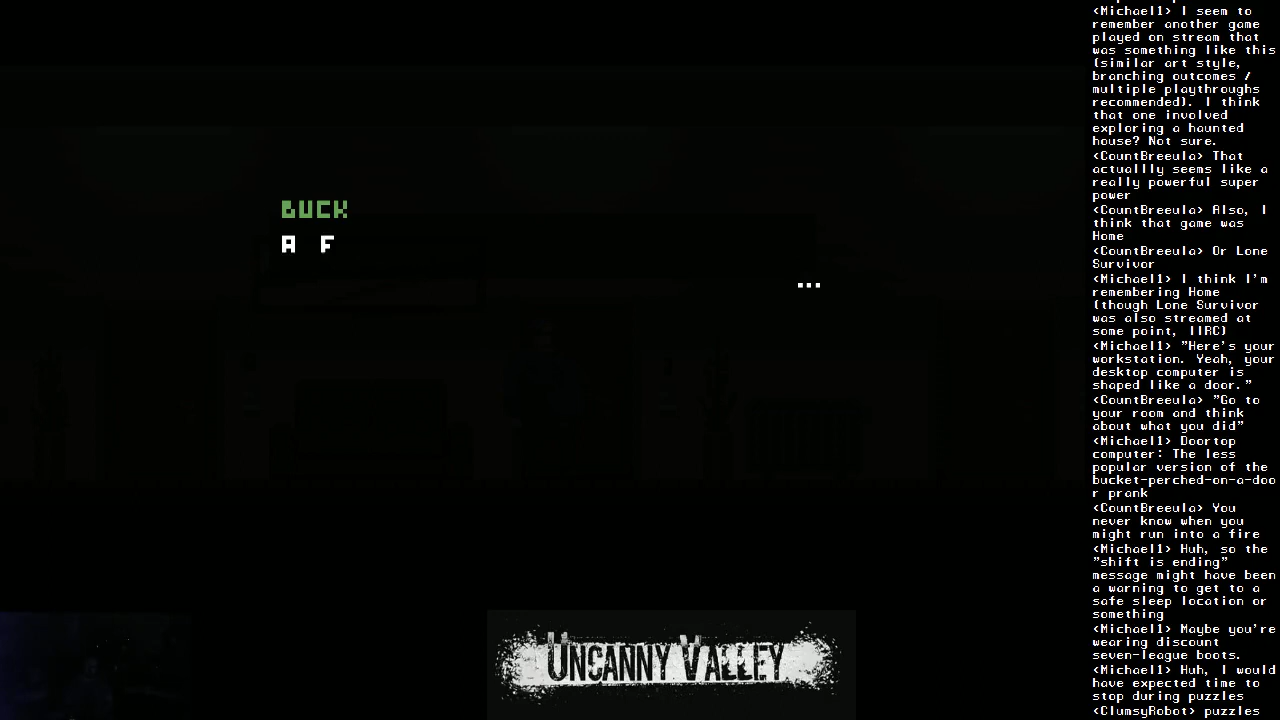 BUCK
A F
...
UNCANNY VALLEY
<Michael1> I seem to
remember another game
played on stream that
was something like this
(similar art style,
branching outcomes /
multiple playthroughs
recommended). I think
that one involved
exploring a haunted
house? Not sure.
<CountBreeula> That
actuallly seems like a
really powerful super
power
<CountBreeula> Also, I
think that game was
Home
<CountBreeula> Or Lone
Survivor
<Michael1> I think I'm
remembering Home
(though Lone Survivor
was also streamed at
some point, IIRC)
<Michael1> "Here's your
workstation. Yeah, your
desktop computer is
shaped like a door."
<CountBreeula> "Go to
your room and think
about what you did"
<Michael1> Doortop
computer: The less
popular version of the
bucket-perched-on-a-doo
r prank
<CountBreeula> You
never know when you
might run into a fire
<Michael1> Huh, so the
"shift is ending"
message might have been
a warning to get to a
safe sleep location or
something
<Michael1> Maybe you're
wearing discount
seven-league boots.
<Michael1> Huh, I would
have expected time to
stop during puzzles
<ClumsyRobot> puzzles